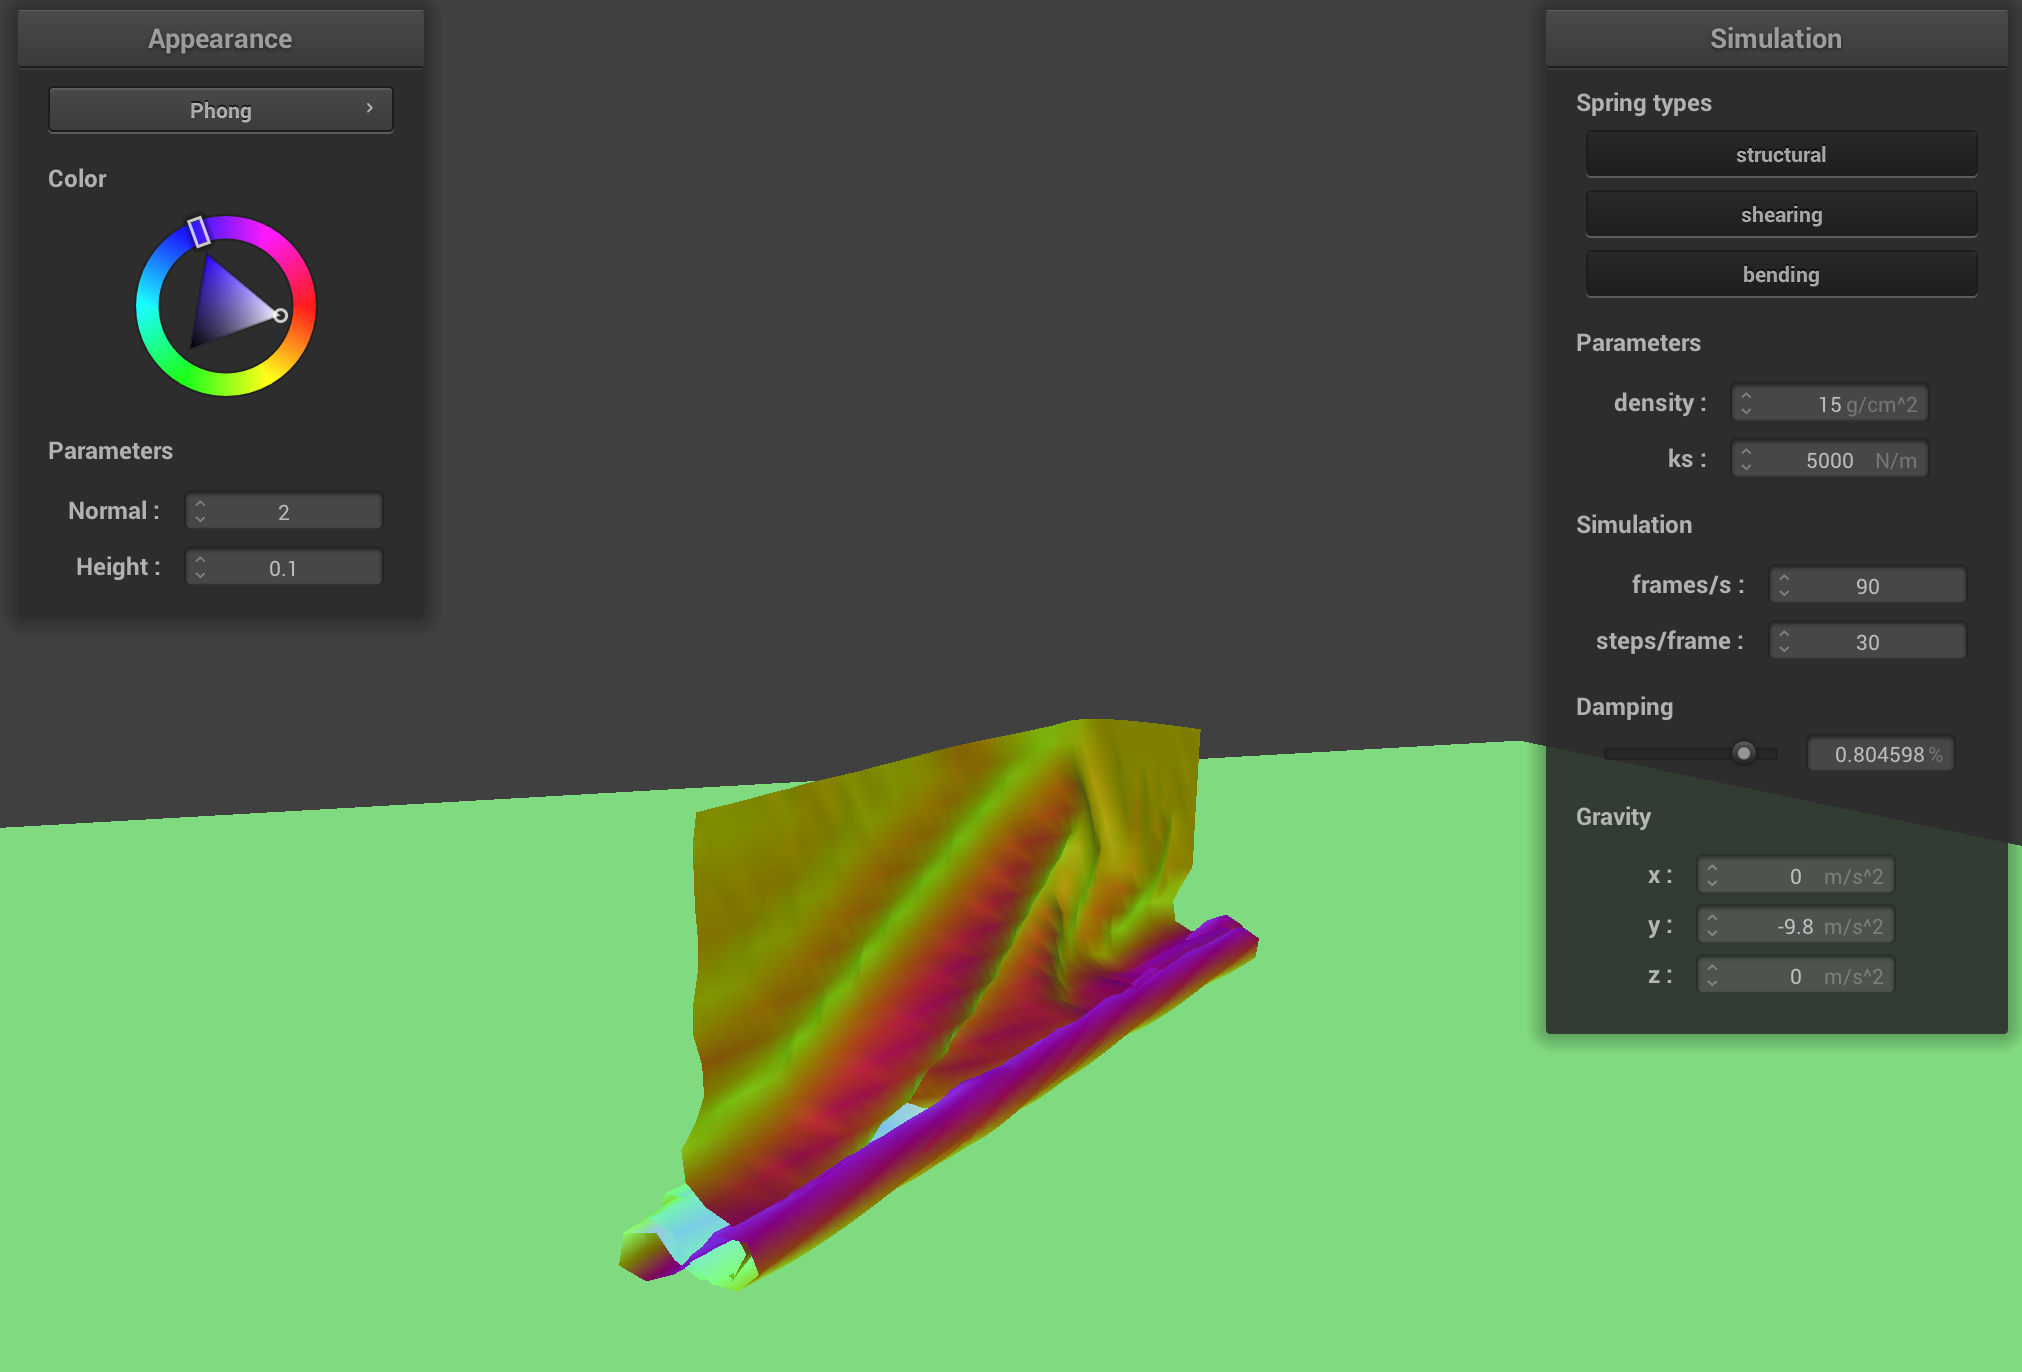 Appearance
Phong
Color
Parameters
Normal : 2
Height : 0.1
Simulation
Spring types
structural
shearing
bending
Parameters
density : 15 g/cm^2
ks : 5000 N/m
Simulation
frames/s : 90
steps/frame : 30
Damping
0.804598 %
Gravity
x : 0 m/s^2
y : -9.8 m/s^2
z : 0 m/s^2